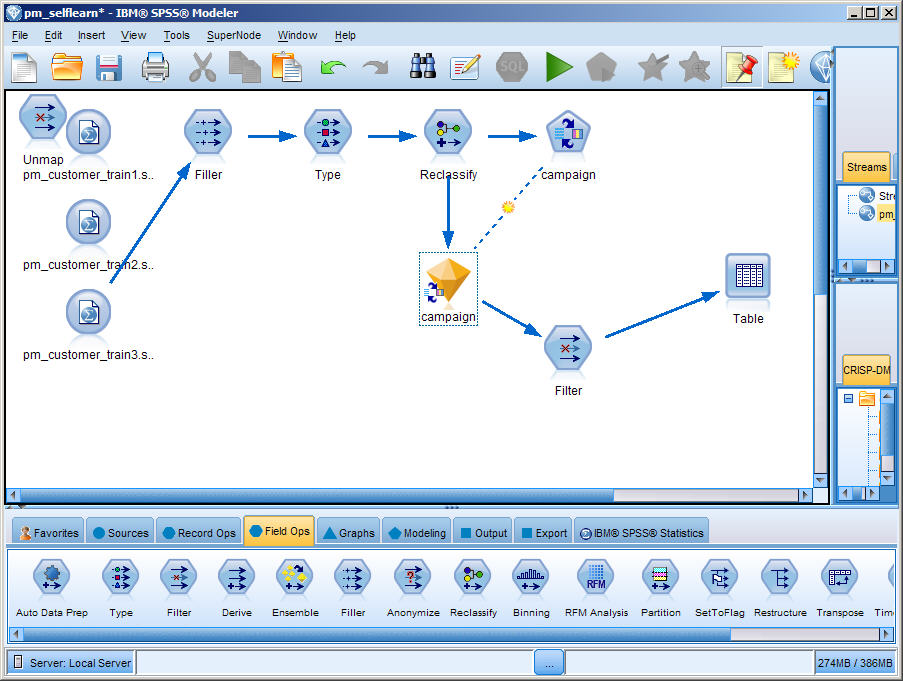 pm_selflearn* - IBM® SPSS® Modeler
File Edit Insert View Tools SuperNode Window Help
SQL
Unmap
pm_customer_train1.s..
Filler
Type
Reclassify
campaign
pm_customer_train2.s..
pm_customer_train3.s..
campaign
Filter
Table
Streams
Stre
pm_
CRISP-DM
Favorites Sources Record Ops Field Ops Graphs Modeling Output Export IBM® SPSS® Statistics
RFM
Auto Data Prep Type Filter Derive Ensemble Filler Anonymize Reclassify Binning RFM Analysis Partition SetToFlag Restructure Transpose Time
Server: Local Server ... 274MB / 386MB